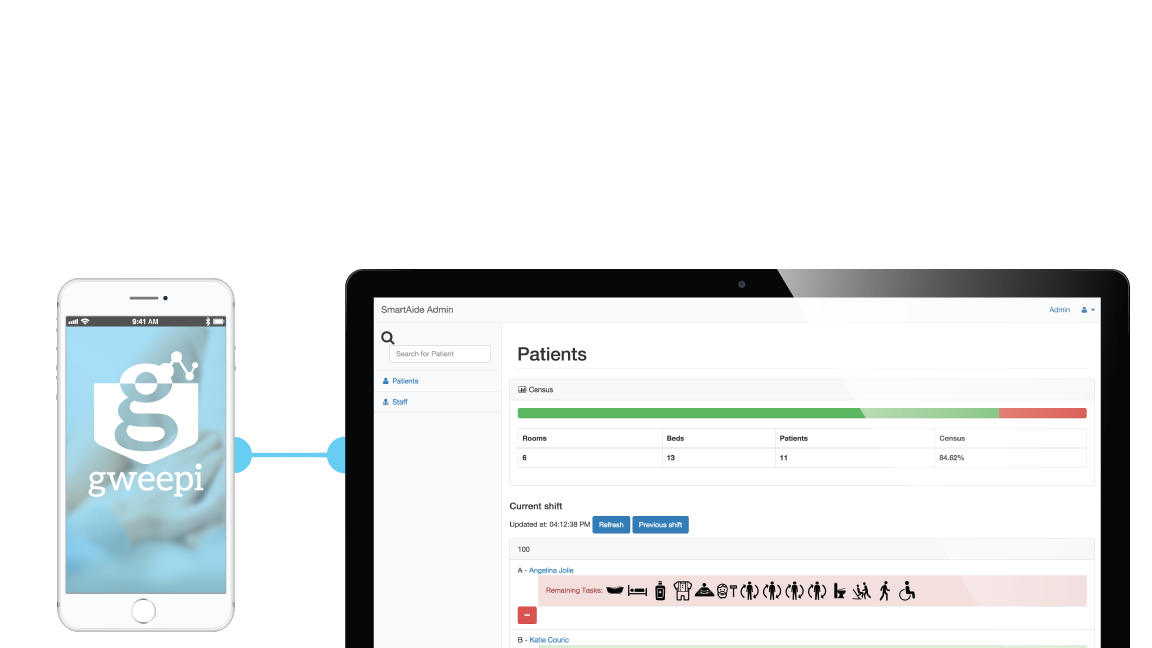 9:41 AM
gweepi
SmartAide Admin
Admin
Search for Patient
Patients
Staff
Patients
Census
Rooms Beds Patients Census
6 13 11 84.62%
Current shift
Updated at: 04:12:38 PM Refresh Previous shift
100
A - Angelina Jolie
Remaining Tasks:
B - Katie Couric